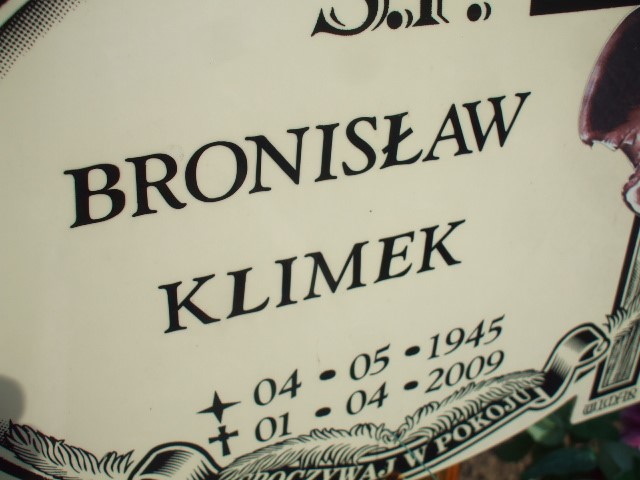 Ś.P.
BRONISŁAW
KLIMEK
04 • 05 • 1945
✝ 01 • 04 • 2009
SPOCZYWAJ W POKOJU!